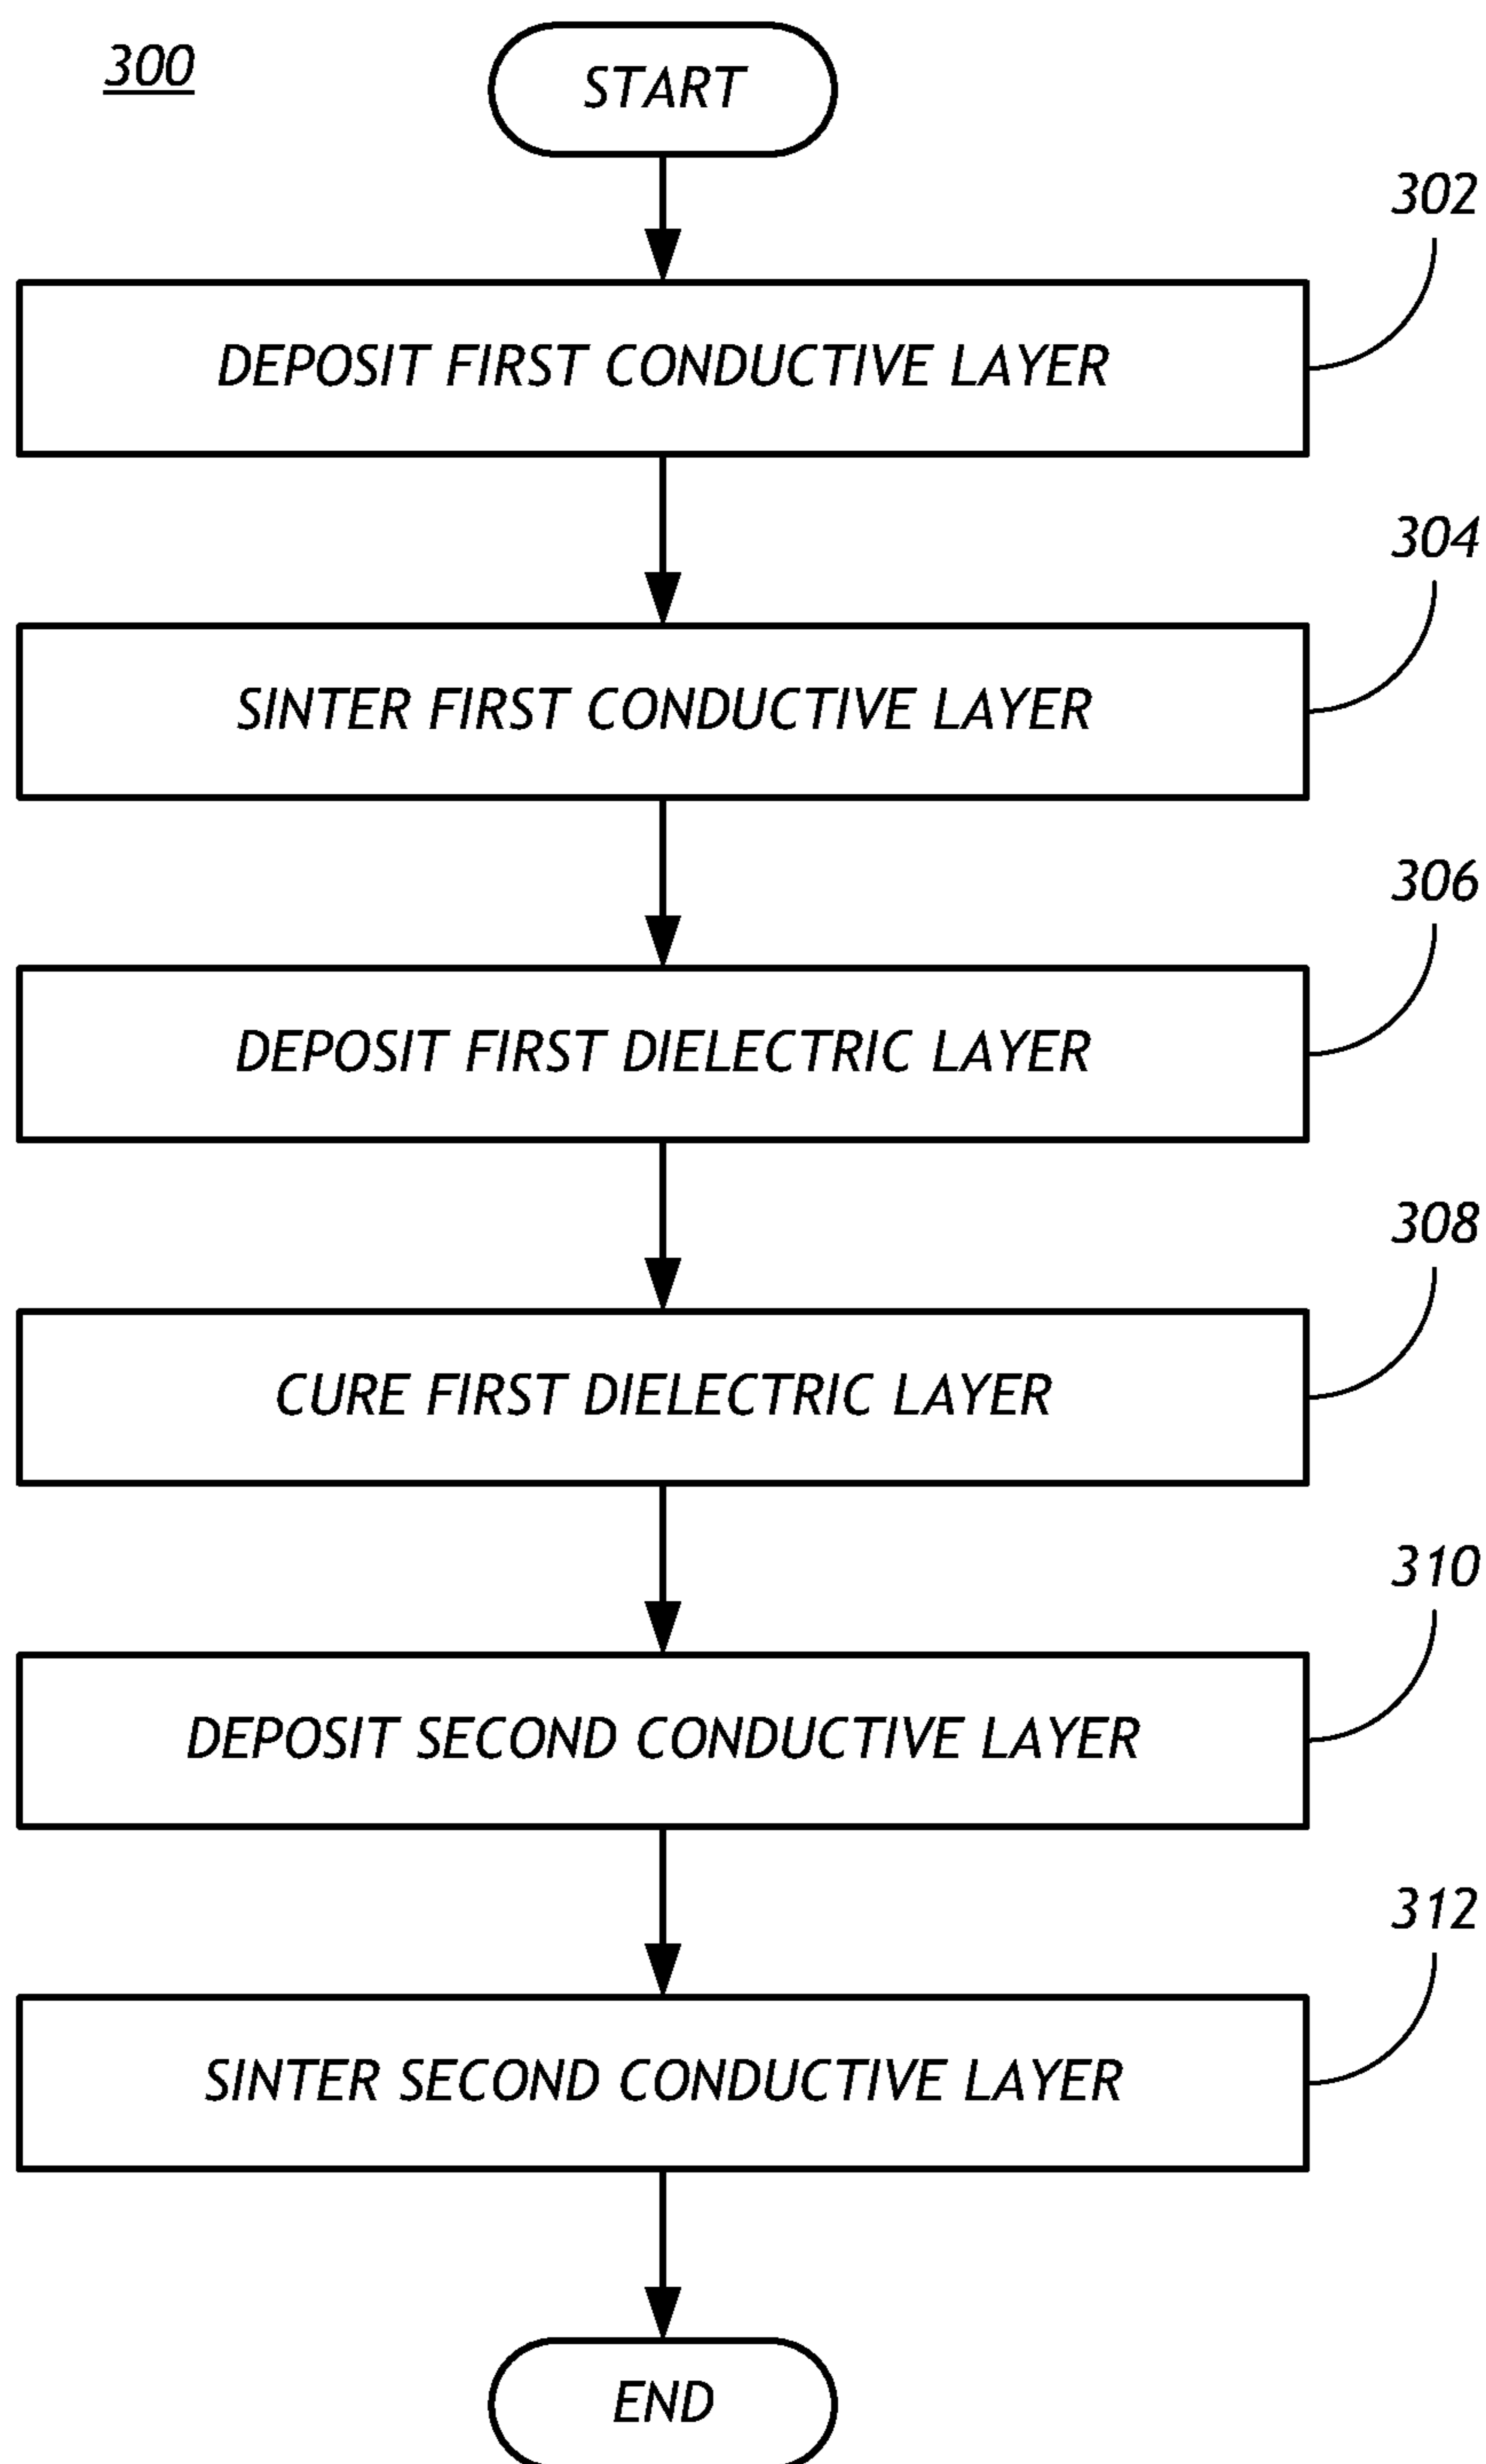 300
START
302
DEPOSIT FIRST CONDUCTIVE LAYER
304
SINTER FIRST CONDUCTIVE LAYER
306
DEPOSIT FIRST DIELECTRIC LAYER
308
CURE FIRST DIELECTRIC LAYER
310
DEPOSIT SECOND CONDUCTIVE LAYER
312
SINTER SECOND CONDUCTIVE LAYER
END